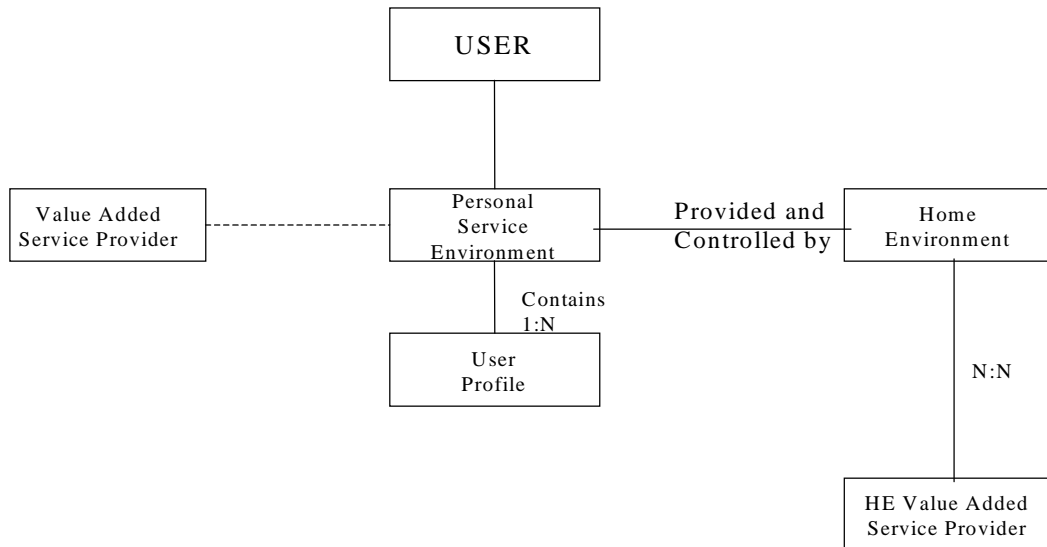 USER
Value Added
Service Provider
Personal
Service
Environment
Provided and
Controlled by
Home
Environment
Contains
1:N
User
Profile
N:N
HE Value Added
Service Provider